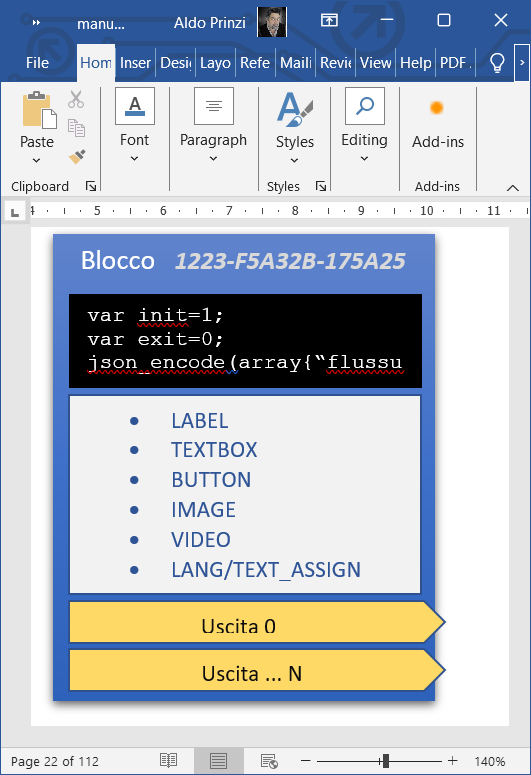 manu...
Aldo Prinzi
File
Hom
Inser
Desi
Layo
Refe
Maili
Revie
View
Help
PDF
Paste
Font
Paragraph
Styles
Editing
Add-ins
Clipboard
Styles
Add-ins
L
4 5 6 7 8 9 10 11
Blocco 1223-F5A32B-175A25
var init=1;
var exit=0;
json_encode(array{“flussu
• LABEL
• TEXTBOX
• BUTTON
• IMAGE
• VIDEO
• LANG/TEXT_ASSIGN
Uscita 0
Uscita ... N
Page 22 of 112
140%